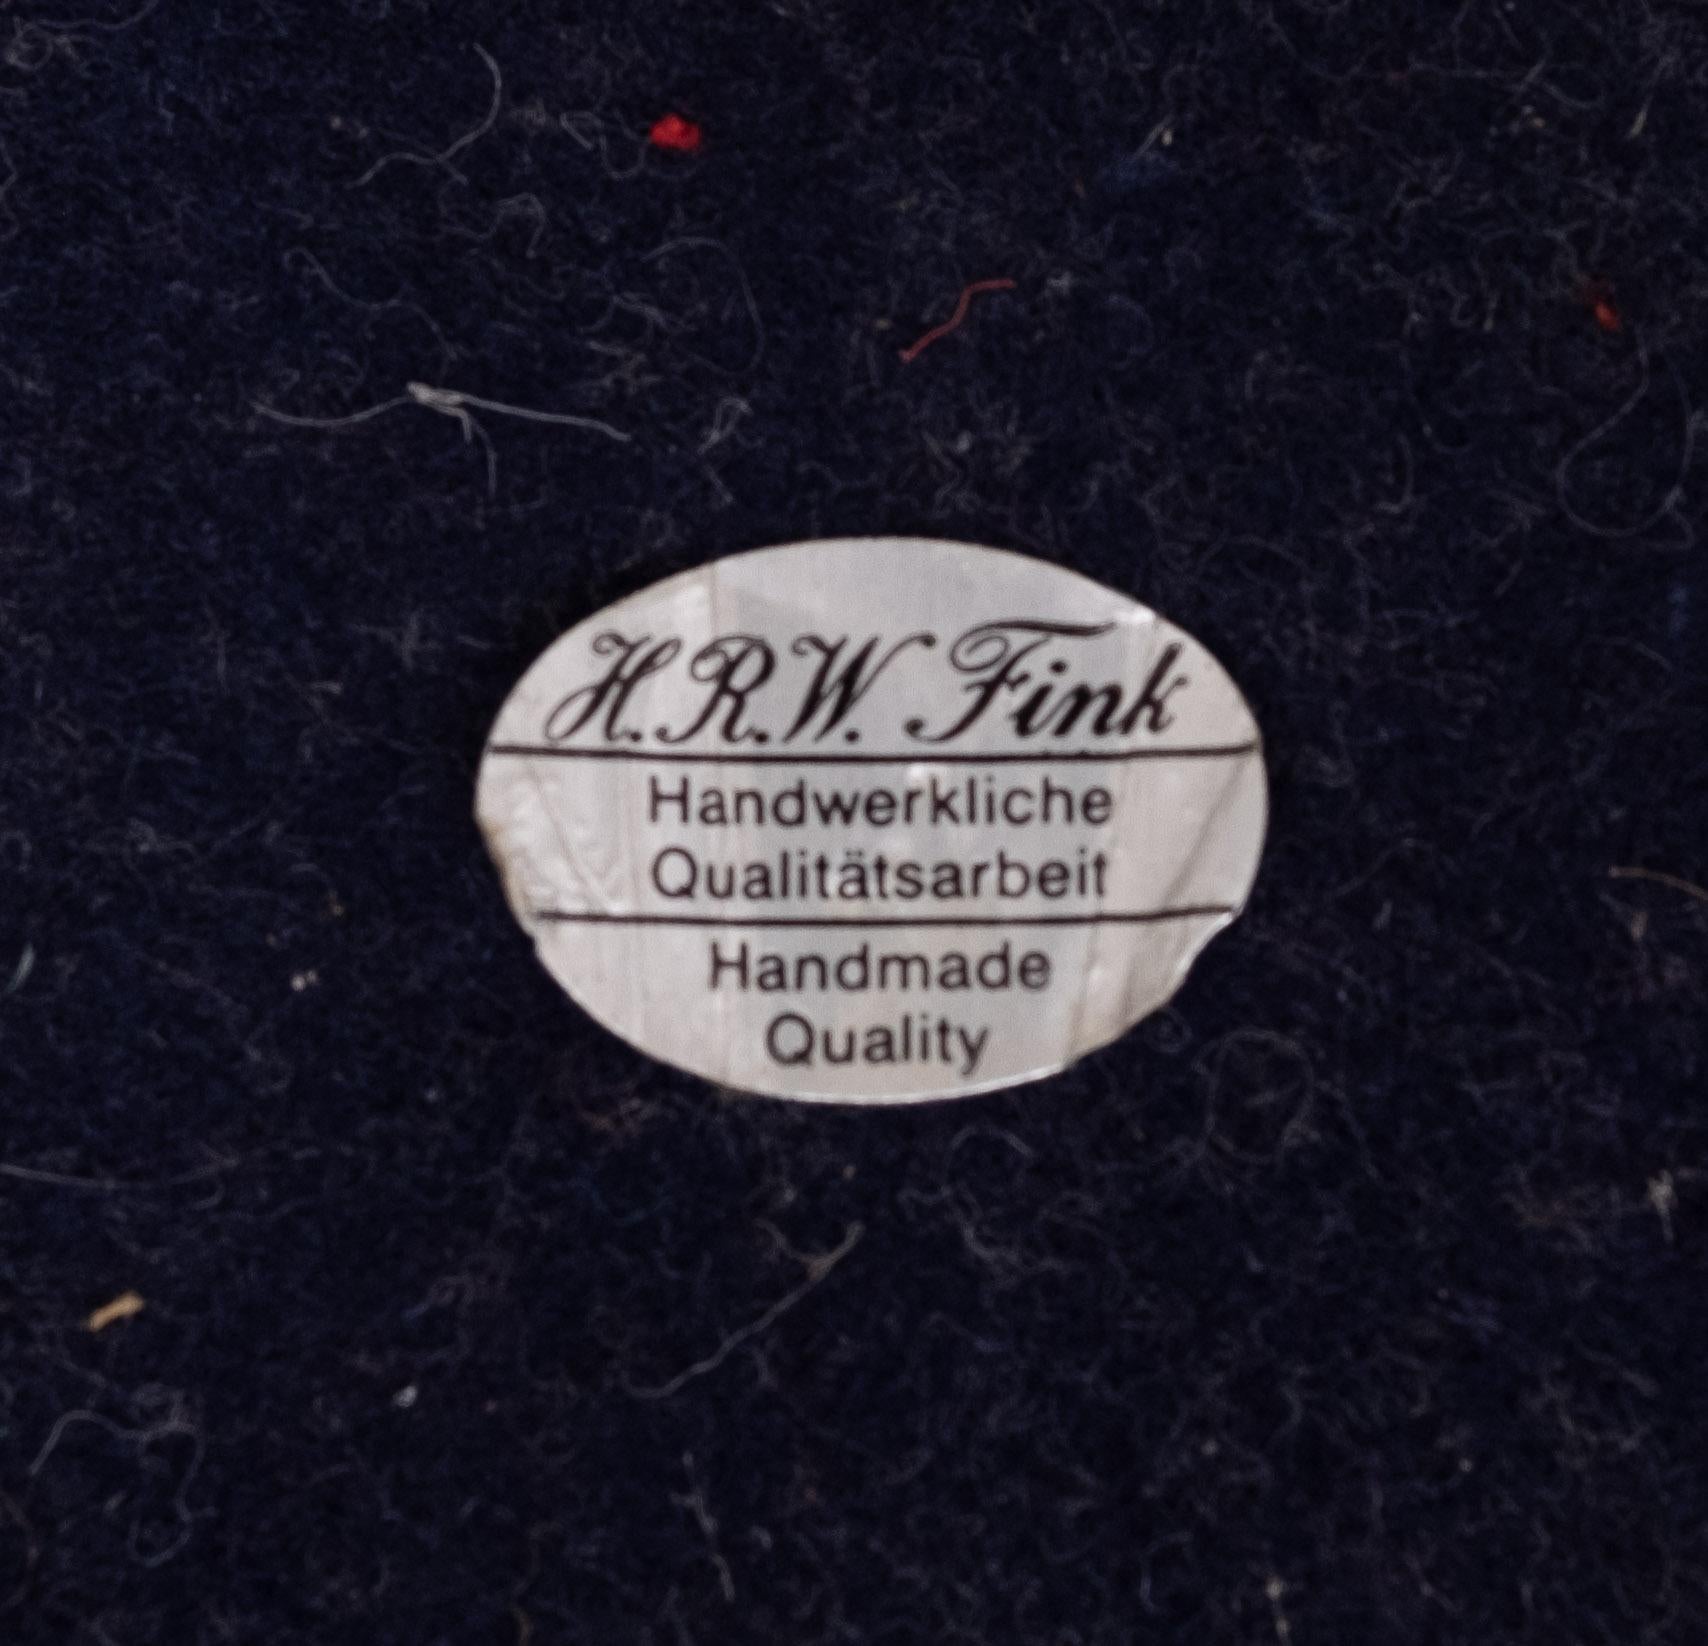 H.R.W. Fink
Handwerkliche
Qualitätsarbeit
Handmade
Quality